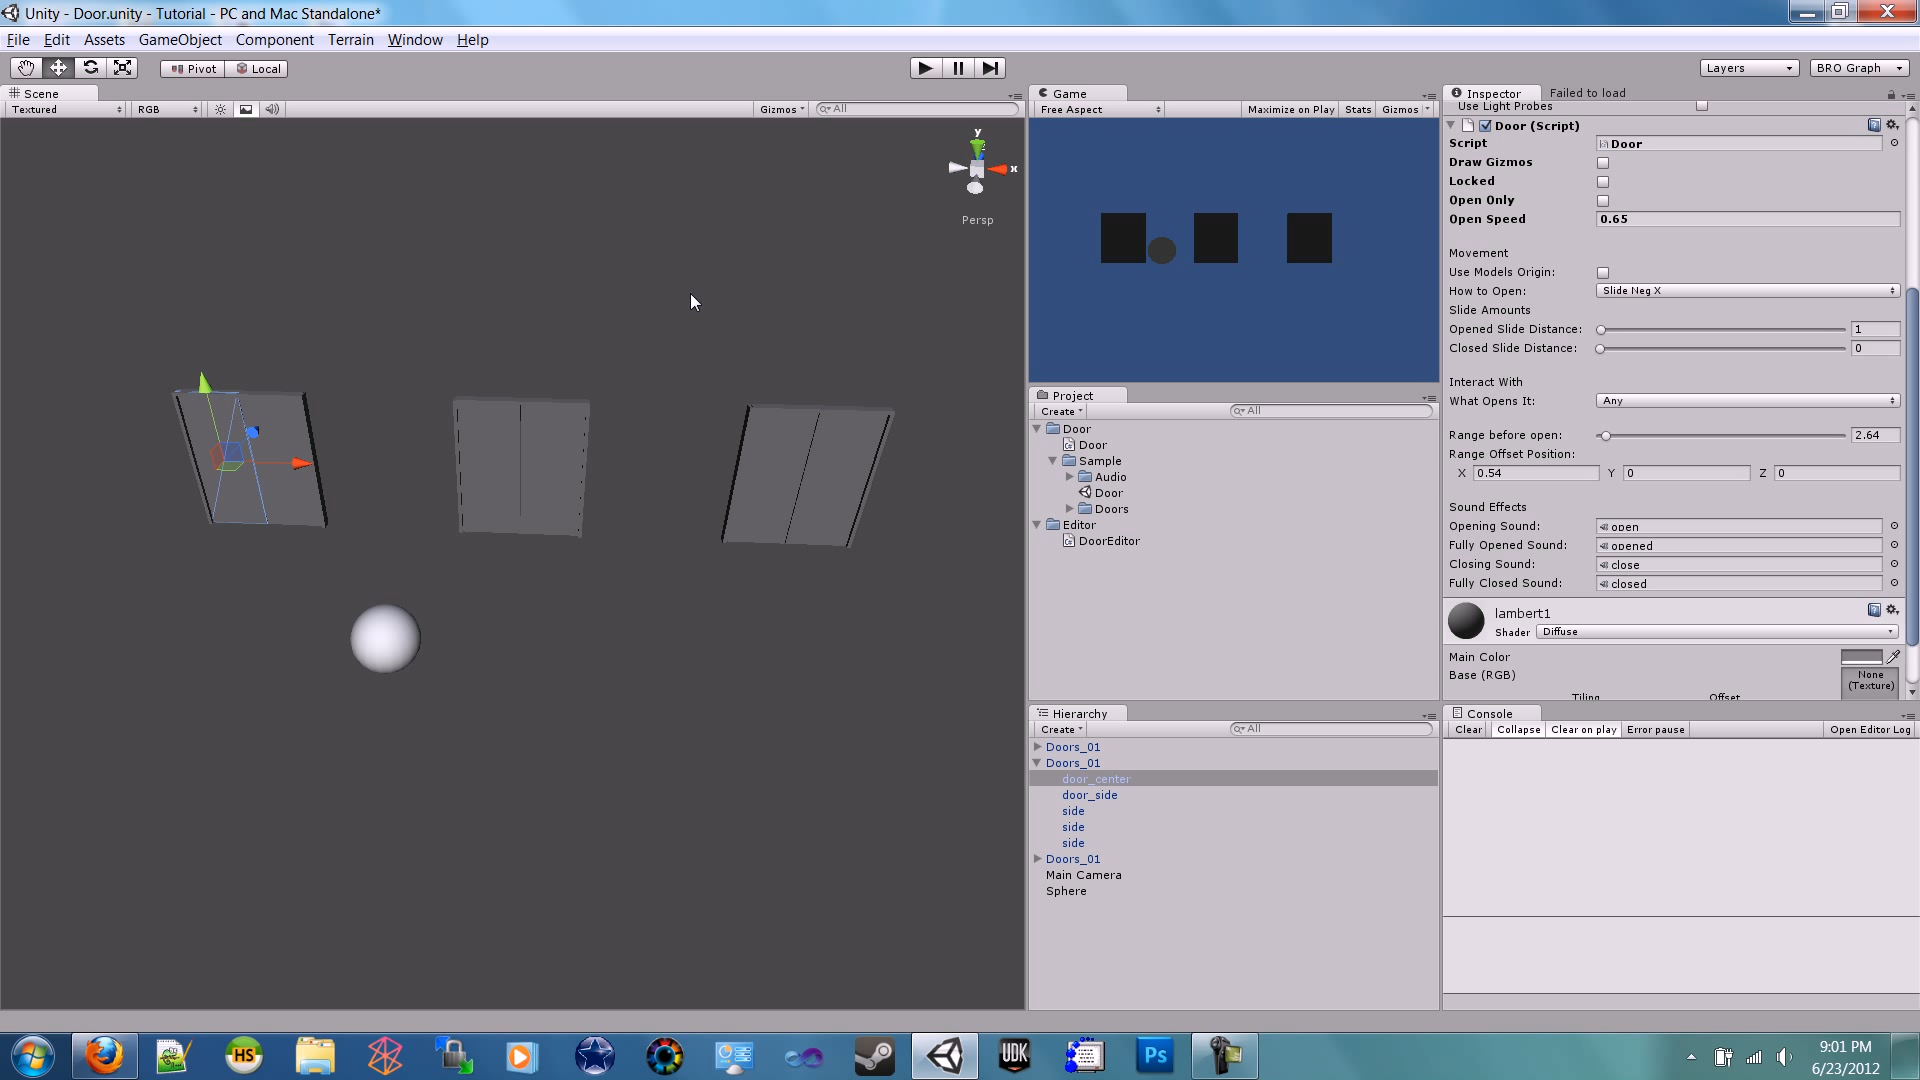 Unity - Door.unity - Tutorial - PC and Mac Standalone*
File Edit Assets GameObject Component Terrain Window Help
Pivot Local
Layers BRO Graph
Scene
Textured RGB Gizmos All
y
x
Persp
Game
Free Aspect Maximize on Play Stats Gizmos
Project
Create All
Door
Door
Sample
Audio
Door
Doors
Editor
DoorEditor
Hierarchy
Create All
Doors_01
Doors_01
door_center
door_side
side
side
side
Doors_01
Main Camera
Sphere
Inspector Failed to load
Use Light Probes
Door (Script)
Script Door
Draw Gizmos
Locked
Open Only
Open Speed 0.65
Movement
Use Models Origin:
How to Open: Slide Neg X
Slide Amounts
Opened Slide Distance: 1
Closed Slide Distance: 0
Interact With
What Opens It: Any
Range before open: 2.64
Range Offset Position:
X 0.54 Y 0 Z 0
Sound Effects
Opening Sound: open
Fully Opened Sound: opened
Closing Sound: close
Fully Closed Sound: closed
lambert1
Shader Diffuse
Main Color
Base (RGB) None
(Texture)
Tiling Offset
Console
Clear Collapse Clear on play Error pause Open Editor Log
HS
UDK
Ps
9:01 PM
6/23/2012